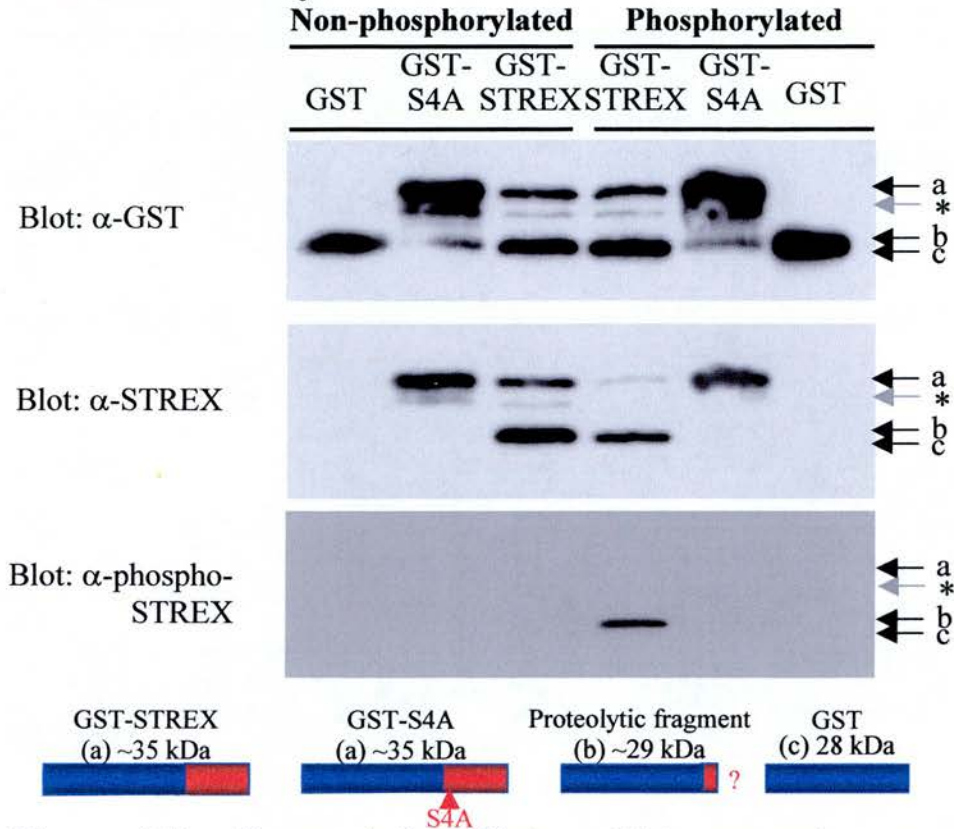 Non-phosphorylated Phosphorylated
GST GST-S4A GST-STREX GST-STREX GST-S4A GST
Blot: α-GST
a
*
b
c
Blot: α-STREX
a
*
b
c
Blot: α-phospho-
STREX
a
*
b
c
GST-STREX
(a) ~35 kDa
GST-S4A
(a) ~35 kDa
S4A
Proteolytic fragment
(b) ~29 kDa
?
GST
(c) 28 kDa